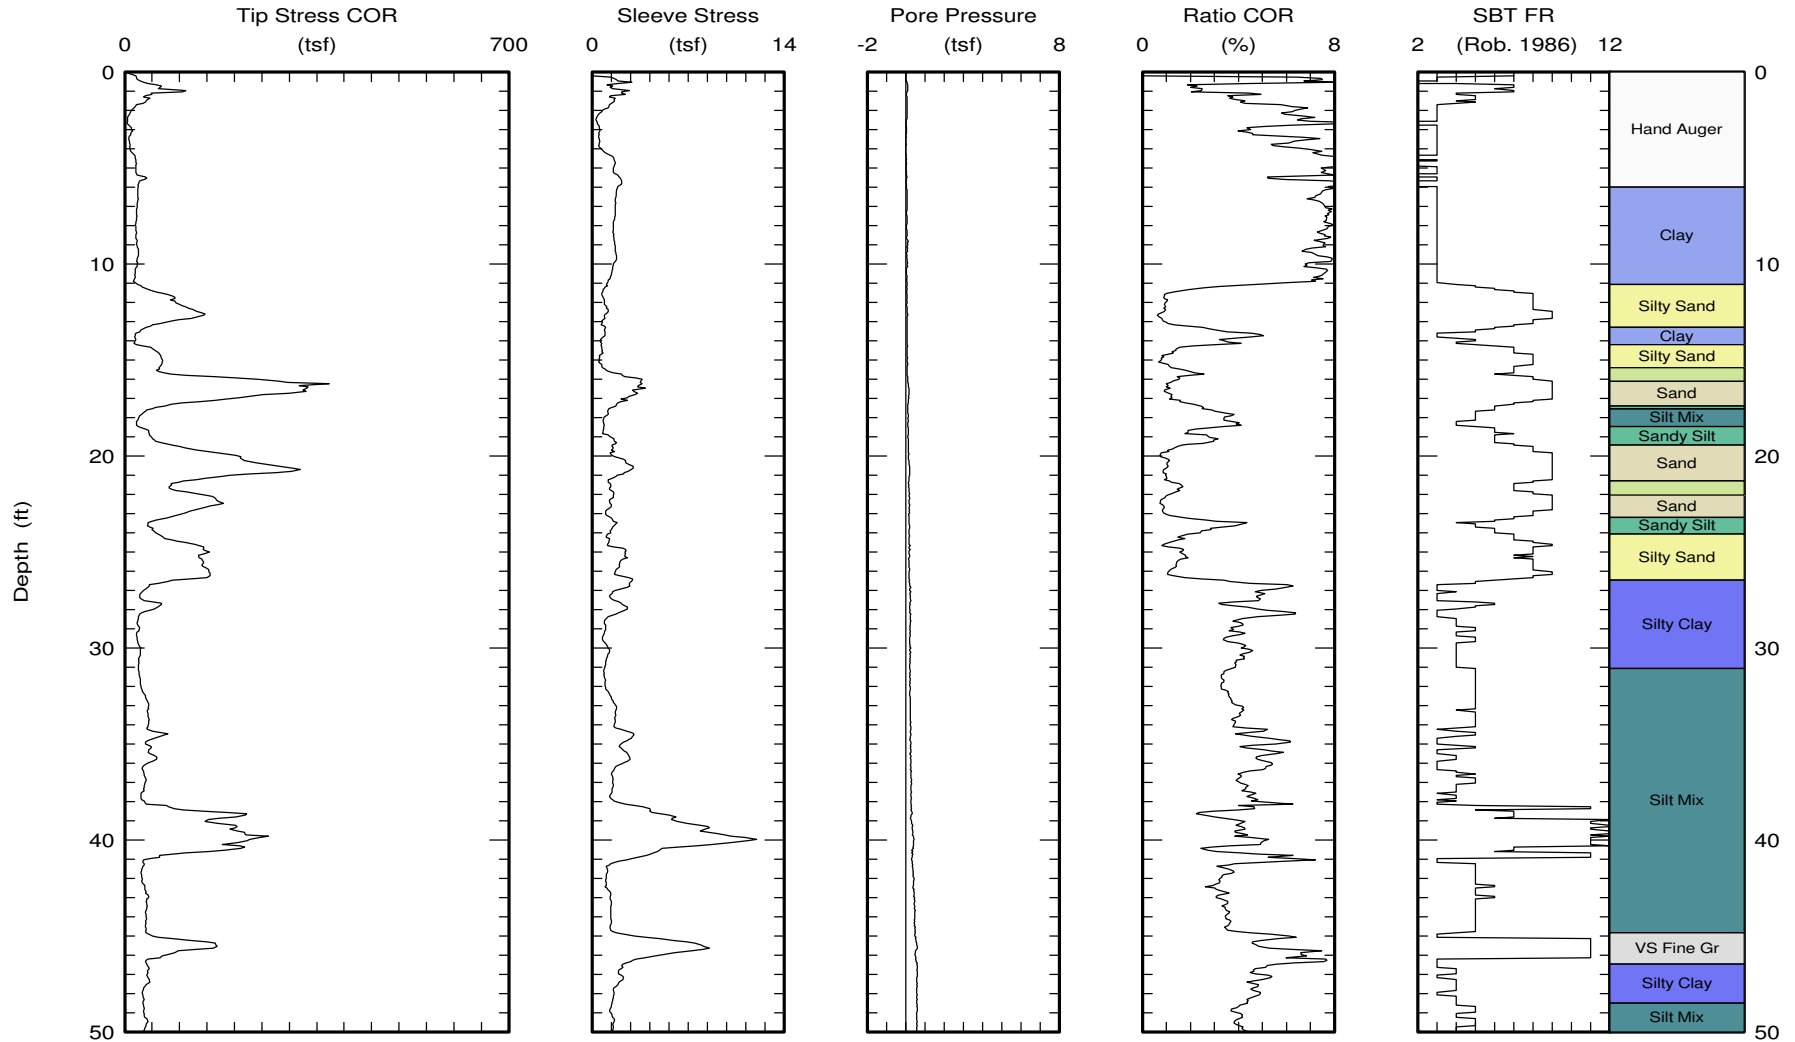 Tip Stress COR Sleeve Stress Pore Pressure Ratio COR SBT FR
0 (tsf) 700 0 (tsf) 14 -2 (tsf) 8 0 (%) 8 2 (Rob. 1986) 12
0 0
Hand Auger
Clay
10 10
Silty Sand
Clay
Silty Sand
Sand
Silt Mix
Sandy Silt
20 20
Sand
Sand
Sandy Silt
Depth (ft)
Silty Sand
Silty Clay
30 30
Silt Mix
40 40
VS Fine Gr
Silty Clay
Silt Mix
50 50